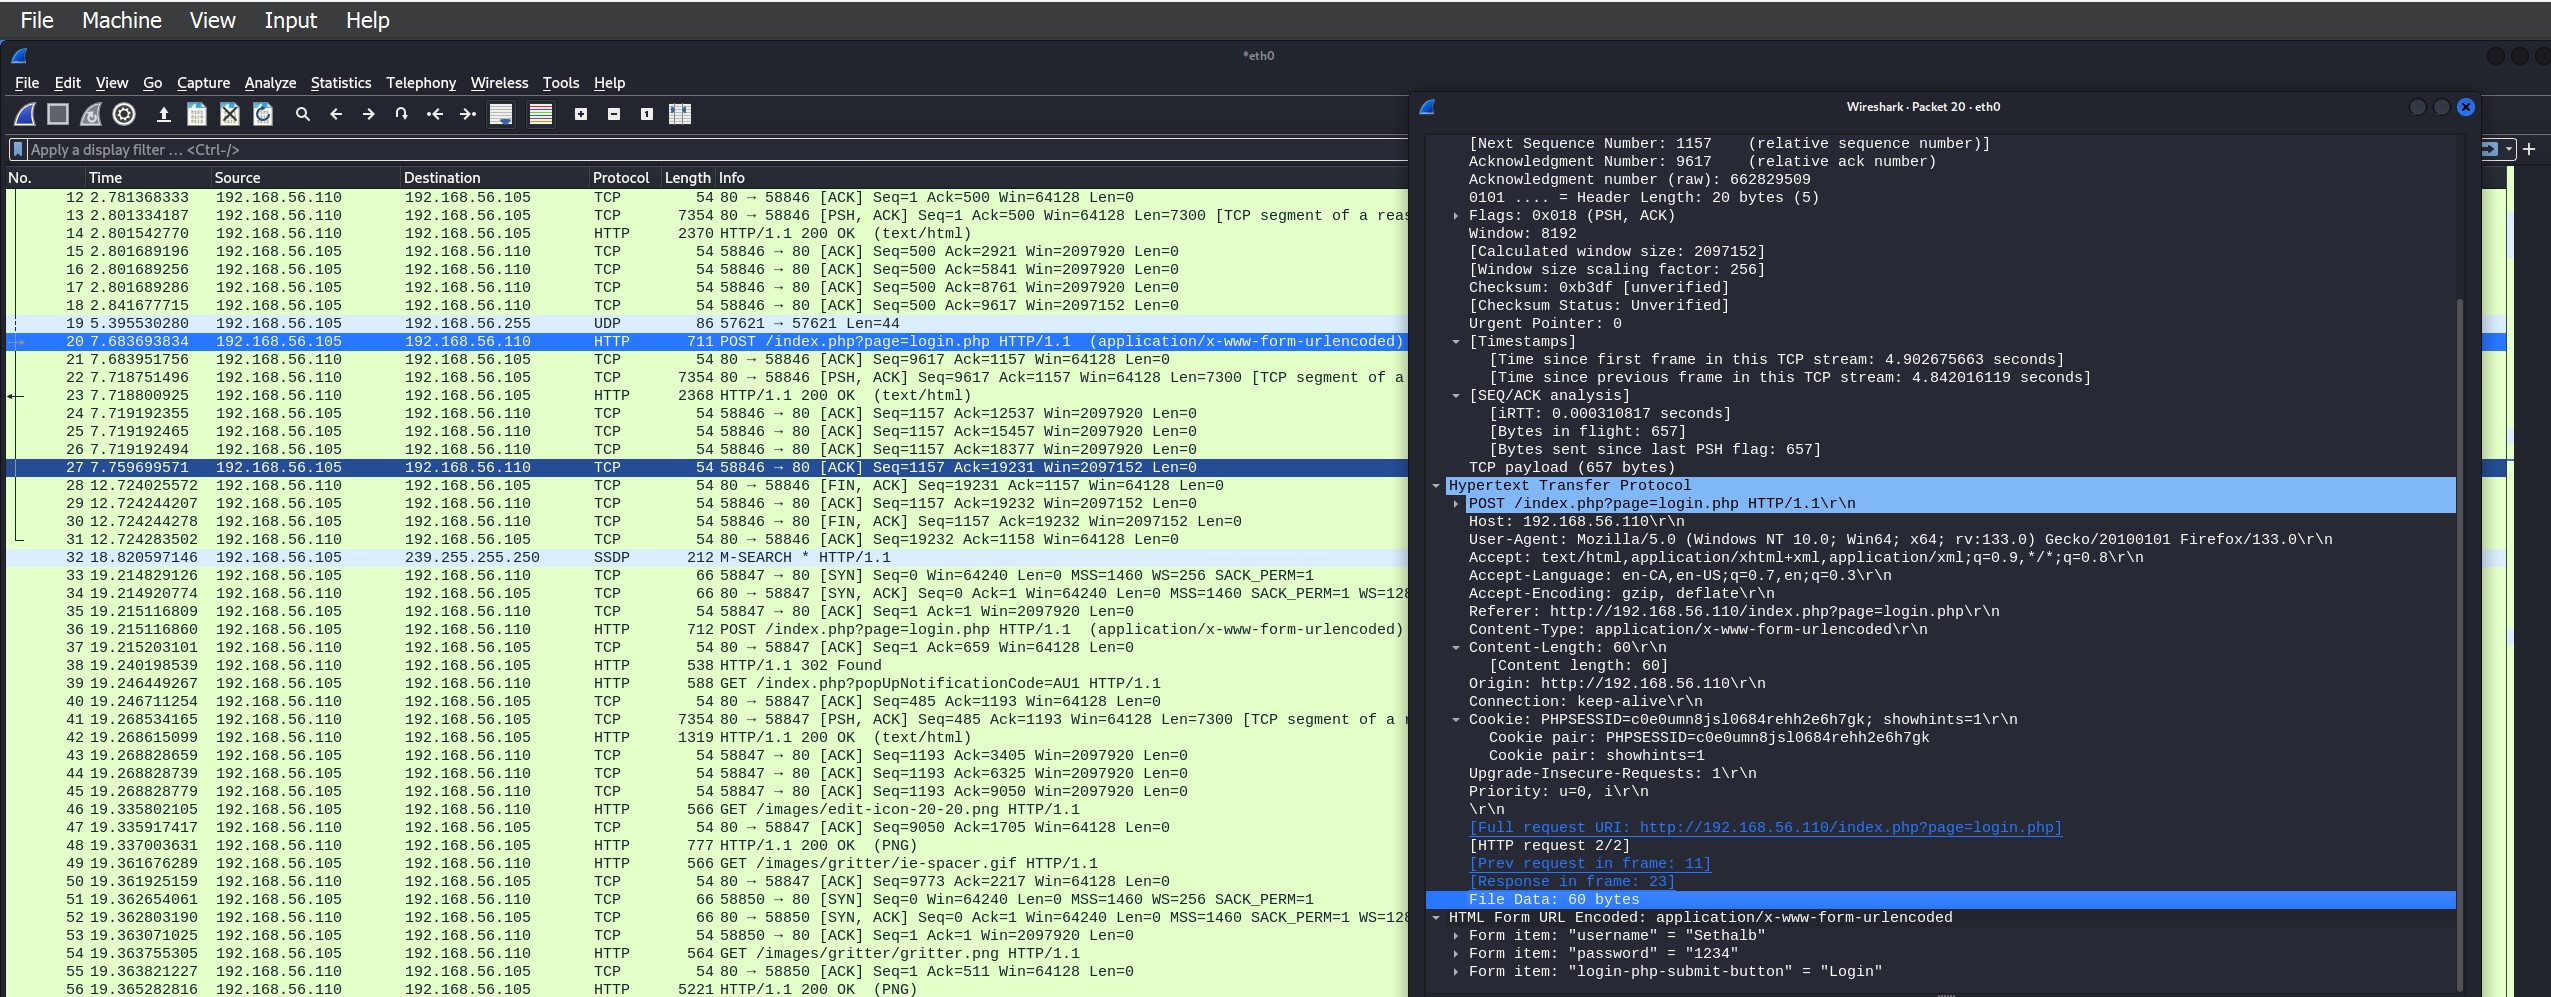 File Machine View Input Help
*eth0
File Edit View Go Capture Analyze Statistics Telephony Wireless Tools Help
Apply a display filter … <Ctrl-/>
No. Time Source Destination Protocol Length Info
12 2.781368333 192.168.56.110 192.168.56.105 TCP 54 80 → 58846 [ACK] Seq=1 Ack=500 Win=64128 Len=0
13 2.801334187 192.168.56.110 192.168.56.105 TCP 7354 80 → 58846 [PSH, ACK] Seq=1 Ack=500 Win=64128 Len=7300 [TCP segment of a reas
14 2.801542770 192.168.56.110 192.168.56.105 HTTP 2370 HTTP/1.1 200 OK (text/html)
15 2.801689196 192.168.56.105 192.168.56.110 TCP 54 58846 → 80 [ACK] Seq=500 Ack=2921 Win=2097920 Len=0
16 2.801689256 192.168.56.105 192.168.56.110 TCP 54 58846 → 80 [ACK] Seq=500 Ack=5841 Win=2097920 Len=0
17 2.801689286 192.168.56.105 192.168.56.110 TCP 54 58846 → 80 [ACK] Seq=500 Ack=8761 Win=2097920 Len=0
18 2.841677715 192.168.56.105 192.168.56.110 TCP 54 58846 → 80 [ACK] Seq=500 Ack=9617 Win=2097152 Len=0
19 5.395530280 192.168.56.105 192.168.56.255 UDP 86 57621 → 57621 Len=44
20 7.683693834 192.168.56.105 192.168.56.110 HTTP 711 POST /index.php?page=login.php HTTP/1.1 (application/x-www-form-urlencoded)
21 7.683951756 192.168.56.110 192.168.56.105 TCP 54 80 → 58846 [ACK] Seq=9617 Ack=1157 Win=64128 Len=0
22 7.718751496 192.168.56.110 192.168.56.105 TCP 7354 80 → 58846 [PSH, ACK] Seq=9617 Ack=1157 Win=64128 Len=7300 [TCP segment of a
23 7.718800925 192.168.56.110 192.168.56.105 HTTP 2368 HTTP/1.1 200 OK (text/html)
24 7.719192355 192.168.56.105 192.168.56.110 TCP 54 58846 → 80 [ACK] Seq=1157 Ack=12537 Win=2097920 Len=0
25 7.719192465 192.168.56.105 192.168.56.110 TCP 54 58846 → 80 [ACK] Seq=1157 Ack=15457 Win=2097920 Len=0
26 7.719192494 192.168.56.105 192.168.56.110 TCP 54 58846 → 80 [ACK] Seq=1157 Ack=18377 Win=2097920 Len=0
27 7.759699571 192.168.56.105 192.168.56.110 TCP 54 58846 → 80 [ACK] Seq=1157 Ack=19231 Win=2097152 Len=0
28 12.724025572 192.168.56.110 192.168.56.105 TCP 54 80 → 58846 [FIN, ACK] Seq=19231 Ack=1157 Win=64128 Len=0
29 12.724244207 192.168.56.105 192.168.56.110 TCP 54 58846 → 80 [ACK] Seq=1157 Ack=19232 Win=2097152 Len=0
30 12.724244278 192.168.56.105 192.168.56.110 TCP 54 58846 → 80 [FIN, ACK] Seq=1157 Ack=19232 Win=2097152 Len=0
31 12.724283502 192.168.56.110 192.168.56.105 TCP 54 80 → 58846 [ACK] Seq=19232 Ack=1158 Win=64128 Len=0
32 18.820597146 192.168.56.105 239.255.255.250 SSDP 212 M-SEARCH * HTTP/1.1
33 19.214829126 192.168.56.105 192.168.56.110 TCP 66 58847 → 80 [SYN] Seq=0 Win=64240 Len=0 MSS=1460 WS=256 SACK_PERM=1
34 19.214920774 192.168.56.110 192.168.56.105 TCP 66 80 → 58847 [SYN, ACK] Seq=0 Ack=1 Win=64240 Len=0 MSS=1460 SACK_PERM=1 WS=128
35 19.215116809 192.168.56.105 192.168.56.110 TCP 54 58847 → 80 [ACK] Seq=1 Ack=1 Win=2097920 Len=0
36 19.215116860 192.168.56.105 192.168.56.110 HTTP 712 POST /index.php?page=login.php HTTP/1.1 (application/x-www-form-urlencoded)
37 19.215203101 192.168.56.110 192.168.56.105 TCP 54 80 → 58847 [ACK] Seq=1 Ack=659 Win=64128 Len=0
38 19.240198539 192.168.56.110 192.168.56.105 HTTP 538 HTTP/1.1 302 Found
39 19.246449267 192.168.56.105 192.168.56.110 HTTP 588 GET /index.php?popUpNotificationCode=AU1 HTTP/1.1
40 19.246711254 192.168.56.110 192.168.56.105 TCP 54 80 → 58847 [ACK] Seq=485 Ack=1193 Win=64128 Len=0
41 19.268534165 192.168.56.110 192.168.56.105 TCP 7354 80 → 58847 [PSH, ACK] Seq=485 Ack=1193 Win=64128 Len=7300 [TCP segment of a r
42 19.268615099 192.168.56.110 192.168.56.105 HTTP 1319 HTTP/1.1 200 OK (text/html)
43 19.268828659 192.168.56.105 192.168.56.110 TCP 54 58847 → 80 [ACK] Seq=1193 Ack=3405 Win=2097920 Len=0
44 19.268828739 192.168.56.105 192.168.56.110 TCP 54 58847 → 80 [ACK] Seq=1193 Ack=6325 Win=2097920 Len=0
45 19.268828779 192.168.56.105 192.168.56.110 TCP 54 58847 → 80 [ACK] Seq=1193 Ack=9050 Win=2097920 Len=0
46 19.335802105 192.168.56.105 192.168.56.110 HTTP 566 GET /images/edit-icon-20-20.png HTTP/1.1
47 19.335917417 192.168.56.110 192.168.56.105 TCP 54 80 → 58847 [ACK] Seq=9050 Ack=1705 Win=64128 Len=0
48 19.337003631 192.168.56.110 192.168.56.105 HTTP 777 HTTP/1.1 200 OK (PNG)
49 19.361676289 192.168.56.105 192.168.56.110 HTTP 566 GET /images/gritter/ie-spacer.gif HTTP/1.1
50 19.361925159 192.168.56.110 192.168.56.105 TCP 54 80 → 58847 [ACK] Seq=9773 Ack=2217 Win=64128 Len=0
51 19.362654061 192.168.56.105 192.168.56.110 TCP 66 58850 → 80 [SYN] Seq=0 Win=64240 Len=0 MSS=1460 WS=256 SACK_PERM=1
52 19.362803190 192.168.56.110 192.168.56.105 TCP 66 80 → 58850 [SYN, ACK] Seq=0 Ack=1 Win=64240 Len=0 MSS=1460 SACK_PERM=1 WS=128
53 19.363071025 192.168.56.105 192.168.56.110 TCP 54 58850 → 80 [ACK] Seq=1 Ack=1 Win=2097920 Len=0
54 19.363755305 192.168.56.105 192.168.56.110 HTTP 564 GET /images/gritter/gritter.png HTTP/1.1
55 19.363821227 192.168.56.110 192.168.56.105 TCP 54 80 → 58850 [ACK] Seq=1 Ack=511 Win=64128 Len=0
56 19.365282816 192.168.56.110 192.168.56.105 HTTP 5221 HTTP/1.1 200 OK (PNG)
Wireshark · Packet 20 · eth0
[Next Sequence Number: 1157 (relative sequence number)]
Acknowledgment Number: 9617 (relative ack number)
Acknowledgment number (raw): 662829509
0101 .... = Header Length: 20 bytes (5)
Flags: 0x018 (PSH, ACK)
Window: 8192
[Calculated window size: 2097152]
[Window size scaling factor: 256]
Checksum: 0xb3df [unverified]
[Checksum Status: Unverified]
Urgent Pointer: 0
[Timestamps]
[Time since first frame in this TCP stream: 4.902675663 seconds]
[Time since previous frame in this TCP stream: 4.842016119 seconds]
[SEQ/ACK analysis]
[iRTT: 0.000310817 seconds]
[Bytes in flight: 657]
[Bytes sent since last PSH flag: 657]
TCP payload (657 bytes)
Hypertext Transfer Protocol
POST /index.php?page=login.php HTTP/1.1\r\n
Host: 192.168.56.110\r\n
User-Agent: Mozilla/5.0 (Windows NT 10.0; Win64; x64; rv:133.0) Gecko/20100101 Firefox/133.0\r\n
Accept: text/html,application/xhtml+xml,application/xml;q=0.9,*/*;q=0.8\r\n
Accept-Language: en-CA,en-US;q=0.7,en;q=0.3\r\n
Accept-Encoding: gzip, deflate\r\n
Referer: http://192.168.56.110/index.php?page=login.php\r\n
Content-Type: application/x-www-form-urlencoded\r\n
Content-Length: 60\r\n
[Content length: 60]
Origin: http://192.168.56.110\r\n
Connection: keep-alive\r\n
Cookie: PHPSESSID=c0e0umn8jsl0684rehh2e6h7gk; showhints=1\r\n
Cookie pair: PHPSESSID=c0e0umn8jsl0684rehh2e6h7gk
Cookie pair: showhints=1
Upgrade-Insecure-Requests: 1\r\n
Priority: u=0, i\r\n
\r\n
[Full request URI: http://192.168.56.110/index.php?page=login.php]
[HTTP request 2/2]
[Prev request in frame: 11]
[Response in frame: 23]
File Data: 60 bytes
HTML Form URL Encoded: application/x-www-form-urlencoded
Form item: "username" = "Sethalb"
Form item: "password" = "1234"
Form item: "login-php-submit-button" = "Login"